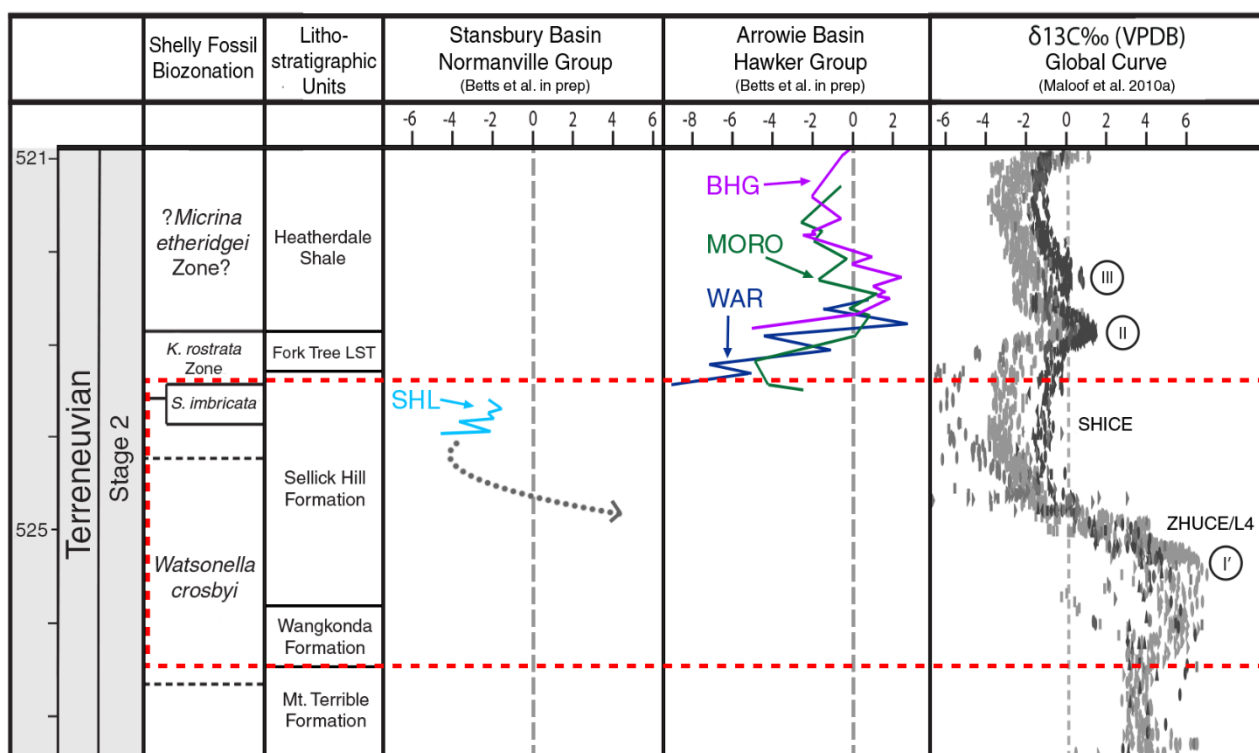 Shelly Fossil
Biozonation
Litho-
stratigraphic
Units
Stansbury Basin
Normanville Group
(Betts et al. in prep)
Arrowie Basin
Hawker Group
(Betts et al. in prep)
δ13C‰ (VPDB)
Global Curve
(Maloof et al. 2010a)
-6 -4 -2 0 2 4 6
-8 -6 -4 -2 0 2
-6 -4 -2 0 2 4 6
521
525
Terreneuvian
Stage 2
?Micrina
etheridgei
Zone?
K. rostrata
Zone
S. imbricata
Watsonella
crosbyi
Heatherdale
Shale
Fork Tree LST
Sellick Hill
Formation
Wangkonda
Formation
Mt. Terrible
Formation
SHL
BHG
MORO
WAR
III
II
SHICE
ZHUCE/L4
I'